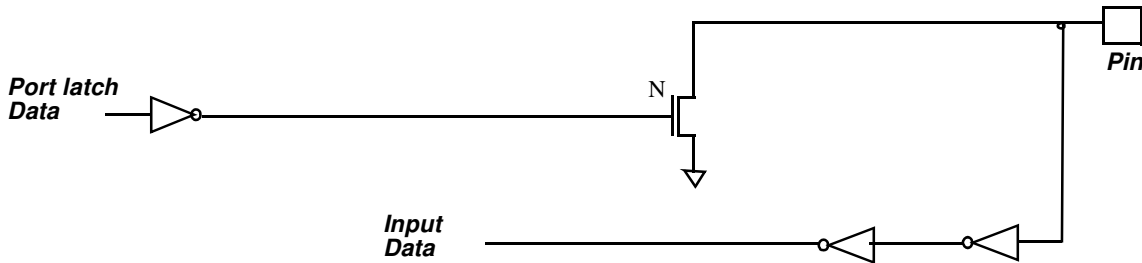 Port latch
Data
N
Pin
Input
Data